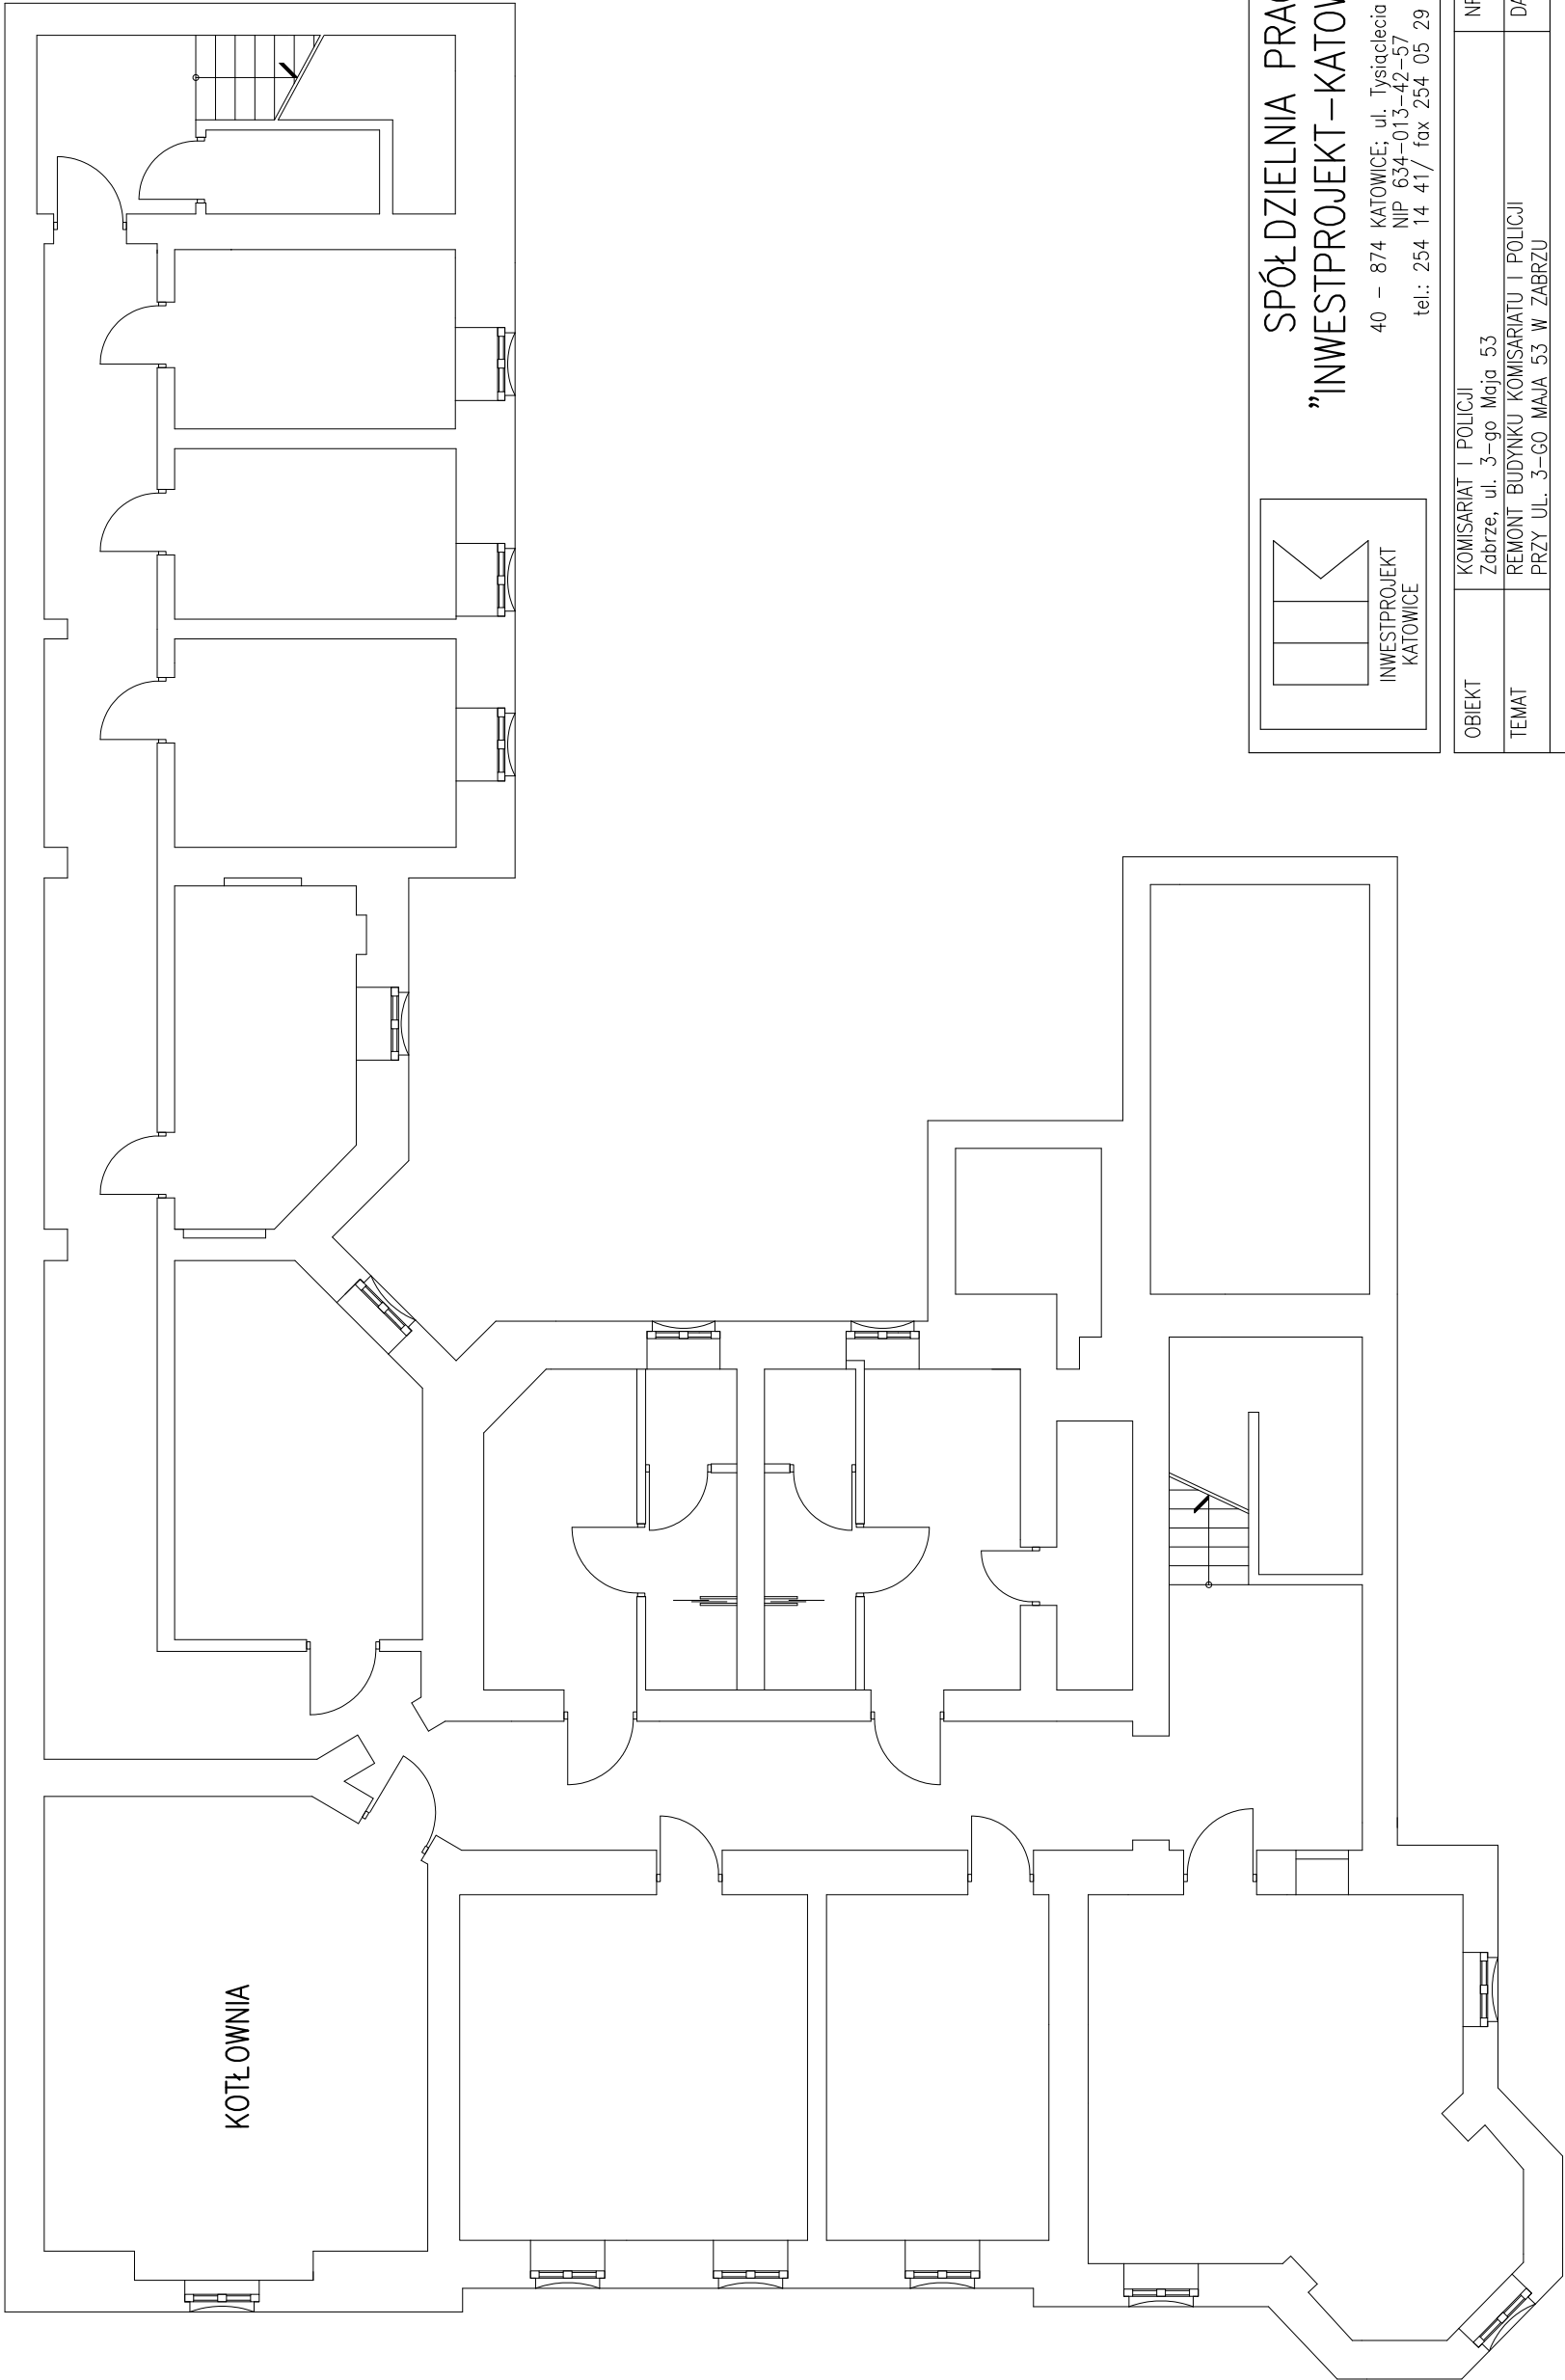 KOTŁOWNIA
SPÓŁDZIELNIA
"INWESTPROJEKT-KATOW
40 - 874 KATOWICE; ul. Tysiąclecia
NIP 634-013-42-57
tel.: 254 14 41/ fax 254 05 29
INWESTPROJEKT
KATOWICE
OBIEKT
KOMISARIAT I POLICJI
Zabrze, ul. 3-go Maja 53
TEMAT
REMONT BUDYNKU KOMISARIATU I POLICJI
PRZY UL. 3-GO MAJA 53 W ZABRZU